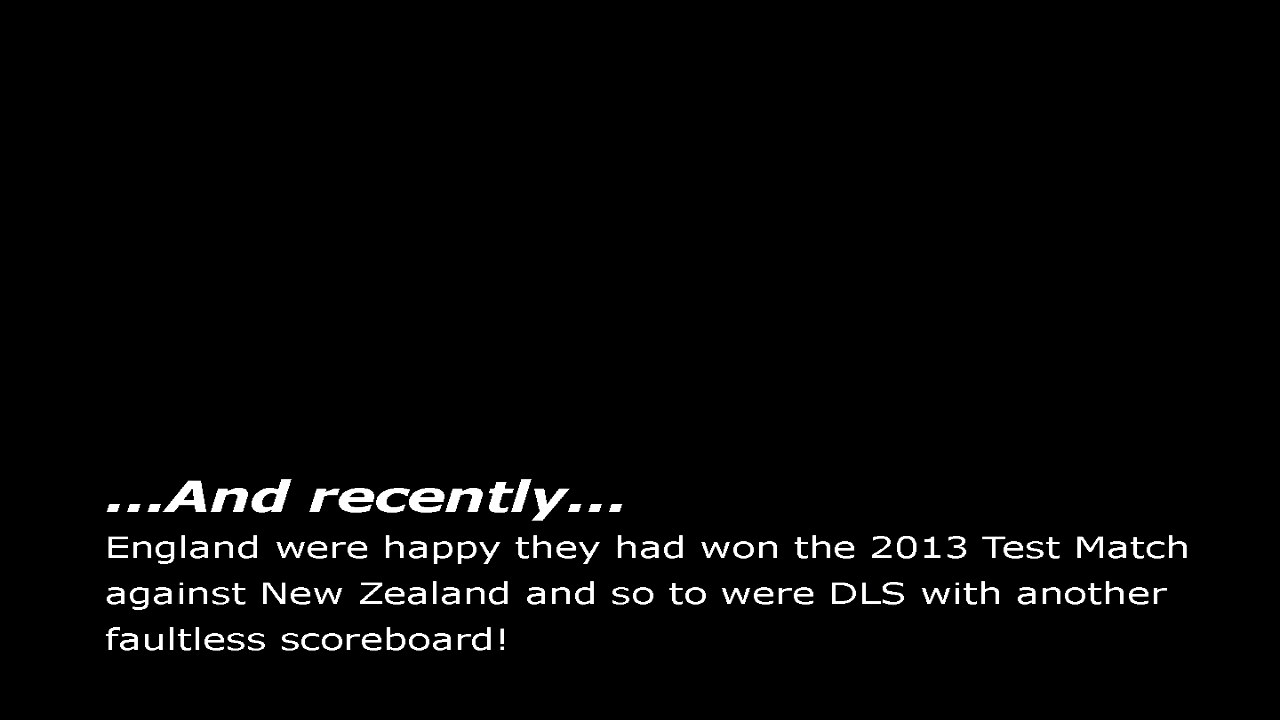 ...And recently...
England were happy they had won the 2013 Test Match
against New Zealand and so to were DLS with another
faultless scoreboard!